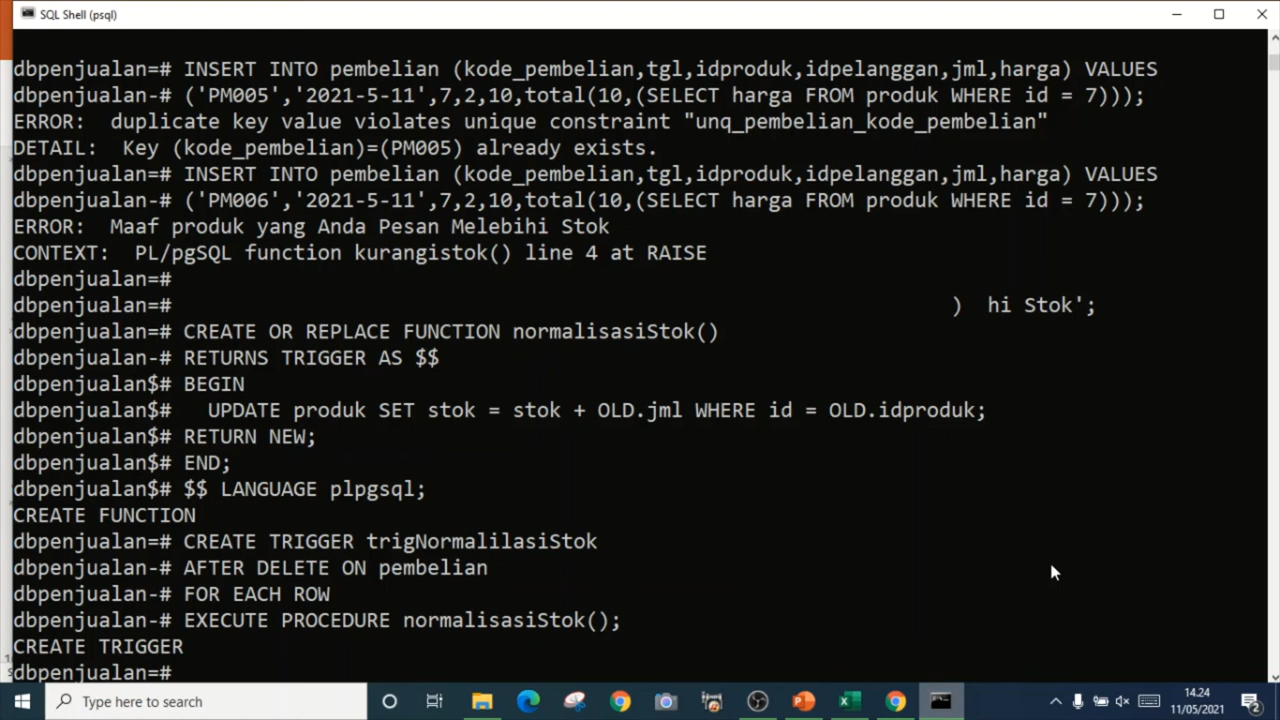 SQL Shell (psql)
dbpenjualan=# INSERT INTO pembelian (kode_pembelian,tgl,idproduk,idpelanggan,jml,harga) VALUES
dbpenjualan-# ('PM005','2021-5-11',7,2,10,total(10,(SELECT harga FROM produk WHERE id = 7)));
ERROR:  duplicate key value violates unique constraint "unq_pembelian_kode_pembelian"
DETAIL:  Key (kode_pembelian)=(PM005) already exists.
dbpenjualan=# INSERT INTO pembelian (kode_pembelian,tgl,idproduk,idpelanggan,jml,harga) VALUES
dbpenjualan-# ('PM006','2021-5-11',7,2,10,total(10,(SELECT harga FROM produk WHERE id = 7)));
ERROR:  Maaf produk yang Anda Pesan Melebihi Stok
CONTEXT:  PL/pgSQL function kurangistok() line 4 at RAISE
dbpenjualan=#
dbpenjualan=# ) hi Stok';
dbpenjualan=# CREATE OR REPLACE FUNCTION normalisasiStok()
dbpenjualan-# RETURNS TRIGGER AS $$
dbpenjualan$# BEGIN
dbpenjualan$#   UPDATE produk SET stok = stok + OLD.jml WHERE id = OLD.idproduk;
dbpenjualan$# RETURN NEW;
dbpenjualan$# END;
dbpenjualan$# $$ LANGUAGE plpgsql;
CREATE FUNCTION
dbpenjualan=# CREATE TRIGGER trigNormalilasiStok
dbpenjualan-# AFTER DELETE ON pembelian
dbpenjualan-# FOR EACH ROW
dbpenjualan-# EXECUTE PROCEDURE normalisasiStok();
CREATE TRIGGER
dbpenjualan=#
Type here to search
14.24
11/05/2021
2